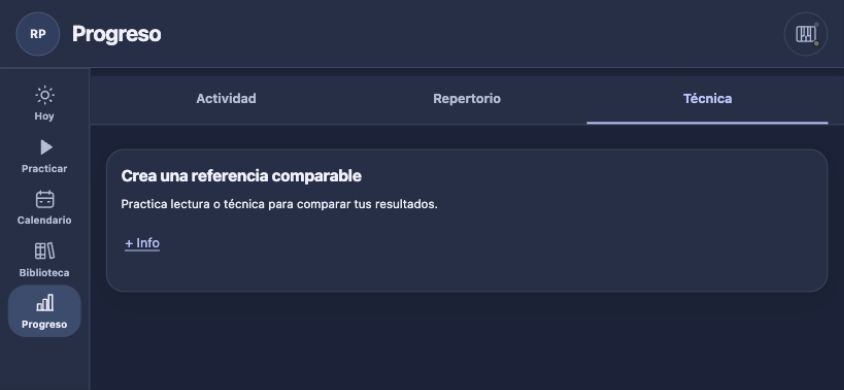 RP
Progreso
Hoy
Practicar
Calendario
Biblioteca
Progreso
Actividad
Repertorio
Técnica
Crea una referencia comparable
Practica lectura o técnica para comparar tus resultados.
+ Info